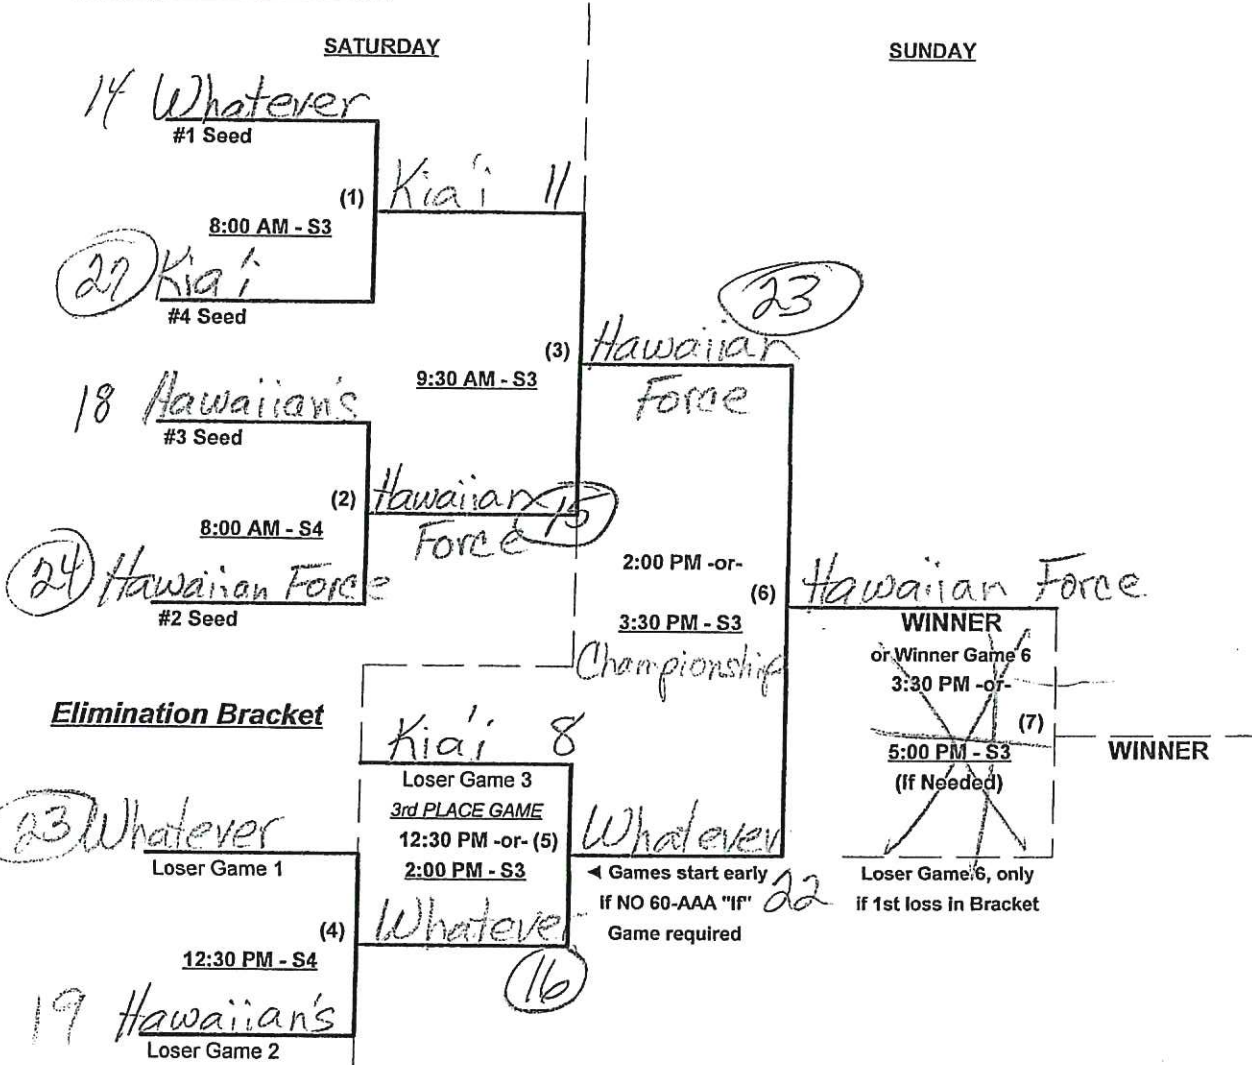 SATURDAY
SUNDAY
14 Whatever
#1 Seed
(1)
Kia'i 11
8:00 AM - S3
27 Kia'i
#4 Seed
23
(3)
Hawaiian
Force
9:30 AM - S3
18 Hawaiian's
#3 Seed
(2)
Hawaiian
Force 15
8:00 AM - S4
24 Hawaiian Force
#2 Seed
2:00 PM -or-
(6)
3:30 PM - S3
Championship
Hawaiian Force
WINNER
or Winner Game 6
3:30 PM -or-
(7)
5:00 PM - S3
(If Needed)
WINNER
Loser Game 6, only
if 1st loss in Bracket
Elimination Bracket
Kia'i 8
Loser Game 3
3rd PLACE GAME
12:30 PM -or- (5)
2:00 PM - S3
Whatever
◄ Games start early
If NO 60-AAA "If" 22
Game required
23 Whatever
Loser Game 1
(4)
Whatever
16
12:30 PM - S4
19 Hawaiian's
Loser Game 2